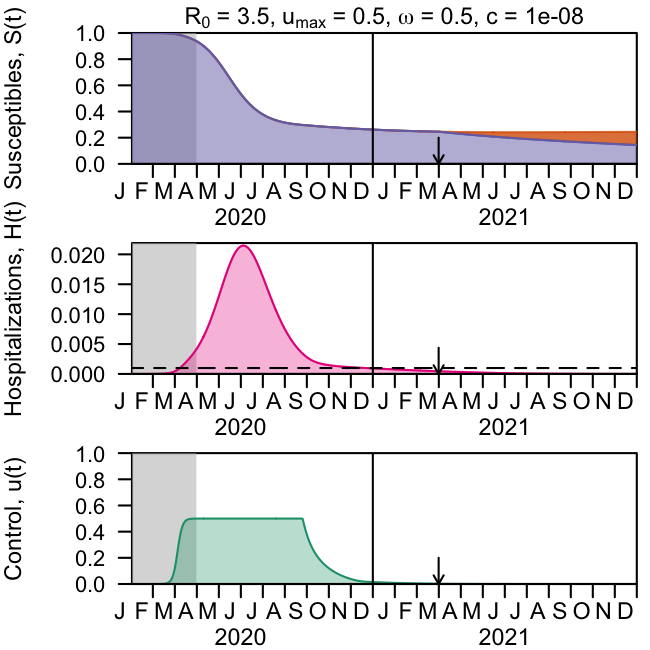 R₀ = 3.5, uₘₐₓ = 0.5, ω = 0.5, c = 1e-08
Susceptibles, S(t)
1.0
0.8
0.6
0.4
0.2
0.0
J F M A M J J A S O N D J F M A M J J A S O N D
2020 2021
Hospitalizations, H(t)
0.020
0.015
0.010
0.005
0.000
J F M A M J J A S O N D J F M A M J J A S O N D
2020 2021
Control, u(t)
1.0
0.8
0.6
0.4
0.2
0.0
J F M A M J J A S O N D J F M A M J J A S O N D
2020 2021